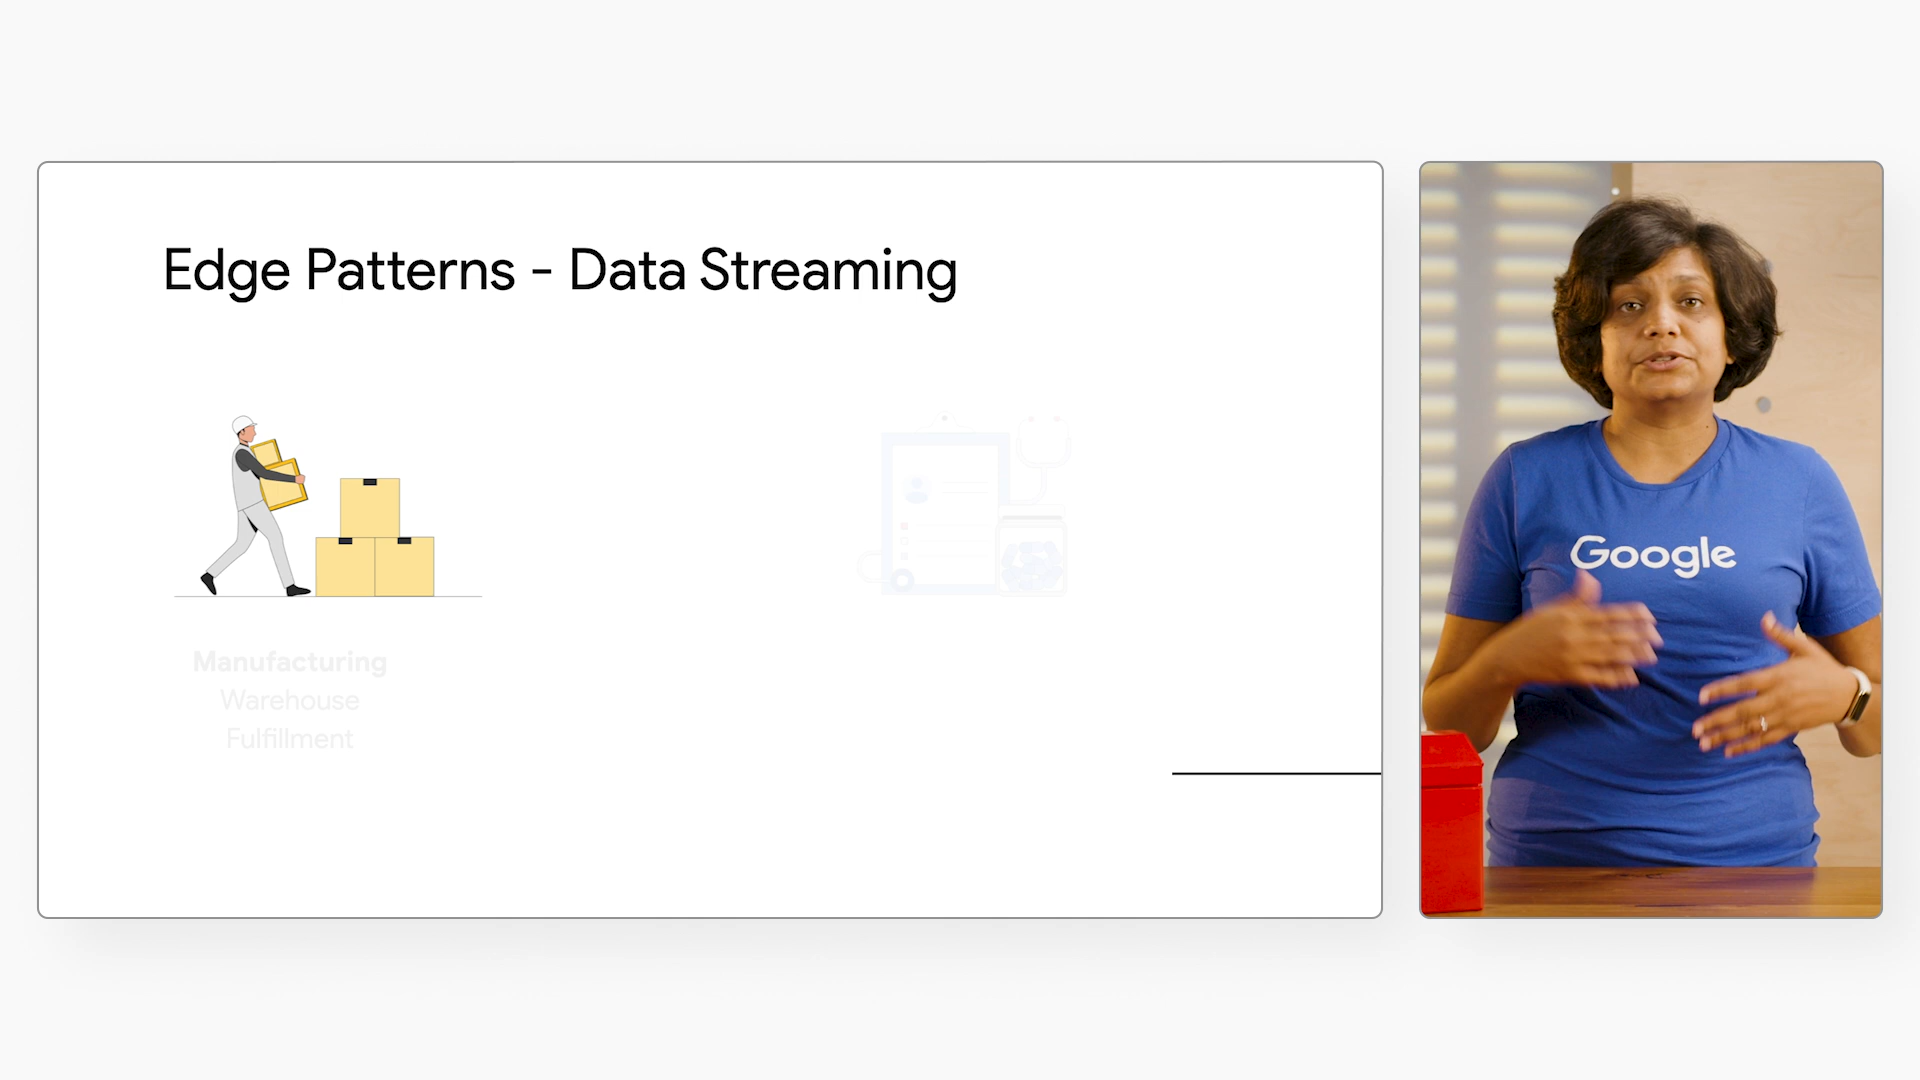 Edge Patterns - Data Streaming
Manufacturing
Warehouse
Fulfillment
Google